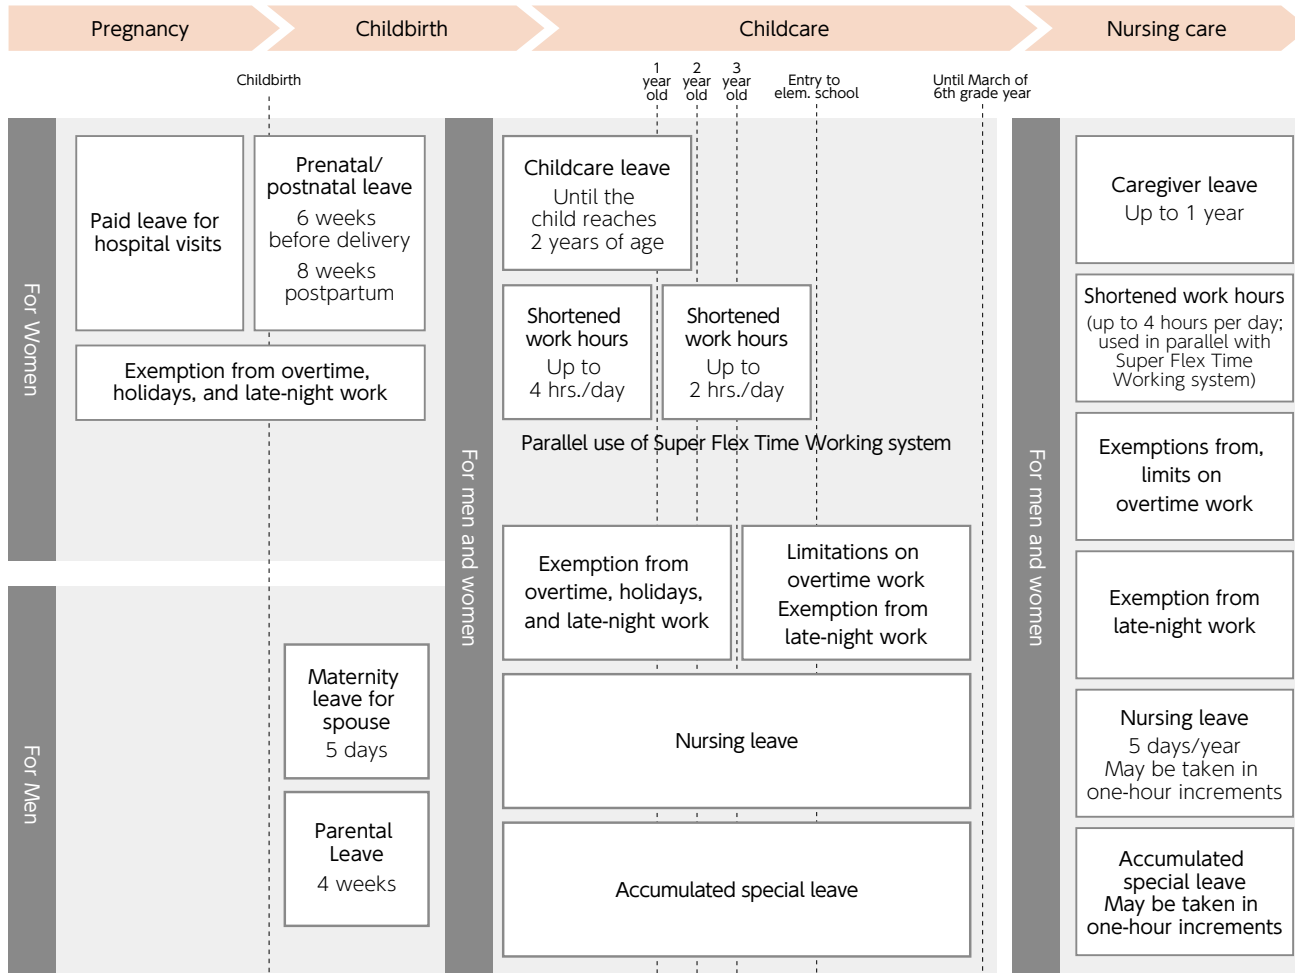 Pregnancy
Childbirth
Childcare
Nursing care
Childbirth
1
year
old
2
year
old
3
year
old
Entry to
elem. school
Until March of
6th grade year
For Women
Paid leave for
hospital visits
Prenatal/
postnatal leave
6 weeks
before delivery
8 weeks
postpartum
Exemption from overtime,
holidays, and late-night work
For Men
Maternity
leave for
spouse
5 days
Parental
Leave
4 weeks
For men and women
Childcare leave
Until the
child reaches
2 years of age
Shortened
work hours
Up to
4 hrs./day
Shortened
work hours
Up to
2 hrs./day
Parallel use of Super Flex Time Working system
Exemption from
overtime, holidays,
and late-night work
Limitations on
overtime work
Exemption from
late-night work
Nursing leave
Accumulated special leave
For men and women
Caregiver leave
Up to 1 year
Shortened work hours
(up to 4 hours per day;
used in parallel with
Super Flex Time
Working system)
Exemptions from,
limits on
overtime work
Exemption from
late-night work
Nursing leave
5 days/year
May be taken in
one-hour increments
Accumulated
special leave
May be taken in
one-hour increments